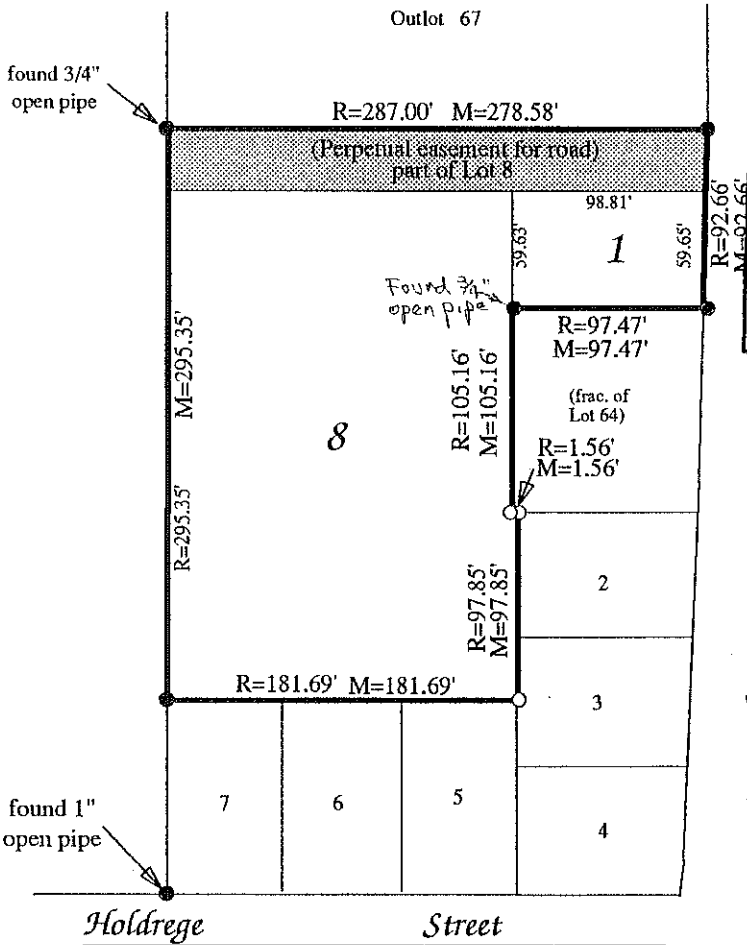 Outlot 67
found 3/4"
open pipe
R=287.00' M=278.58'
(Perpetual easement for road)
part of Lot 8
98.81'
59.63'
1
59.65'
R=92.66'
M=92.66'
Found 3/4"
open pipe
R=97.47'
M=97.47'
M=295.35'
R=295.35'
R=105.16'
M=105.16'
(frac. of
Lot 64)
8
R=1.56'
M=1.56'
2
R=97.85'
M=97.85'
R=181.69' M=181.69'
3
7
6
5
4
found 1"
open pipe
Holdrege Street